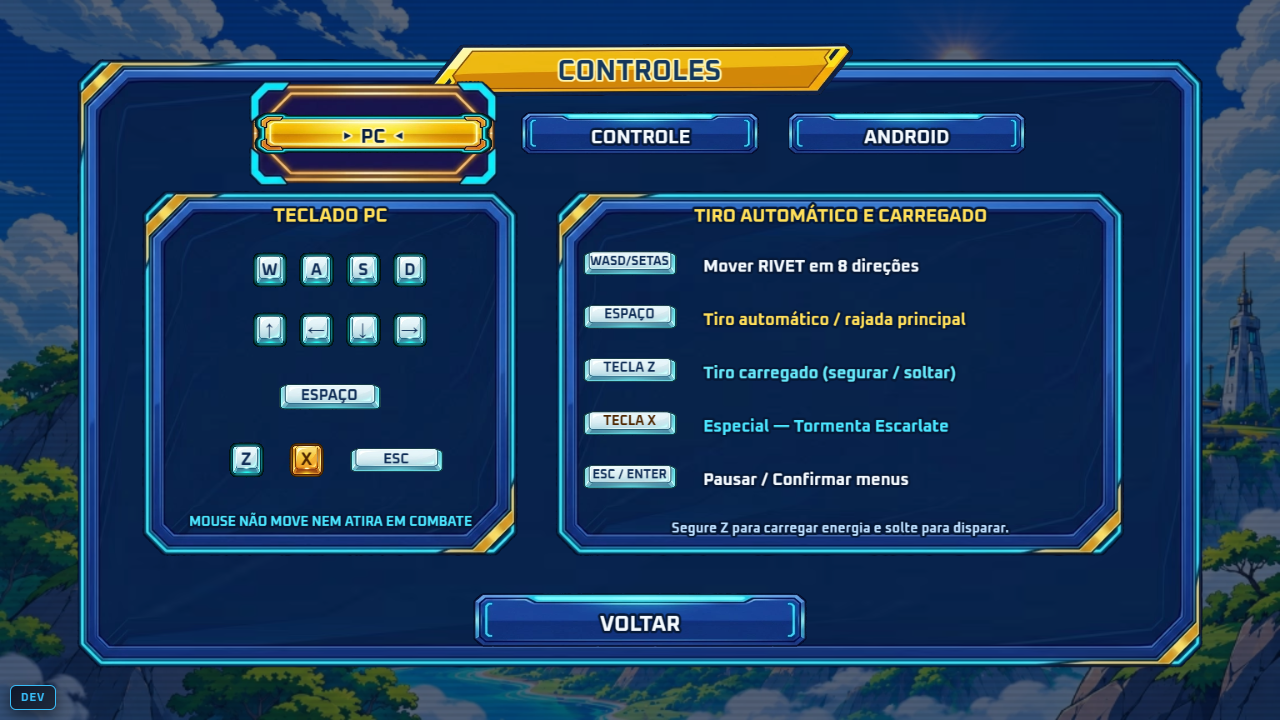 CONTROLES
▸ PC ◂
CONTROLE
ANDROID
TECLADO PC
W A S D
↑ ← ↓ →
ESPAÇO
Z X ESC
MOUSE NÃO MOVE NEM ATIRA EM COMBATE
TIRO AUTOMÁTICO E CARREGADO
WASD/SETAS Mover RIVET em 8 direções
ESPAÇO Tiro automático / rajada principal
TECLA Z Tiro carregado (segurar / soltar)
TECLA X Especial — Tormenta Escarlate
ESC / ENTER Pausar / Confirmar menus
Segure Z para carregar energia e solte para disparar.
VOLTAR
DEV